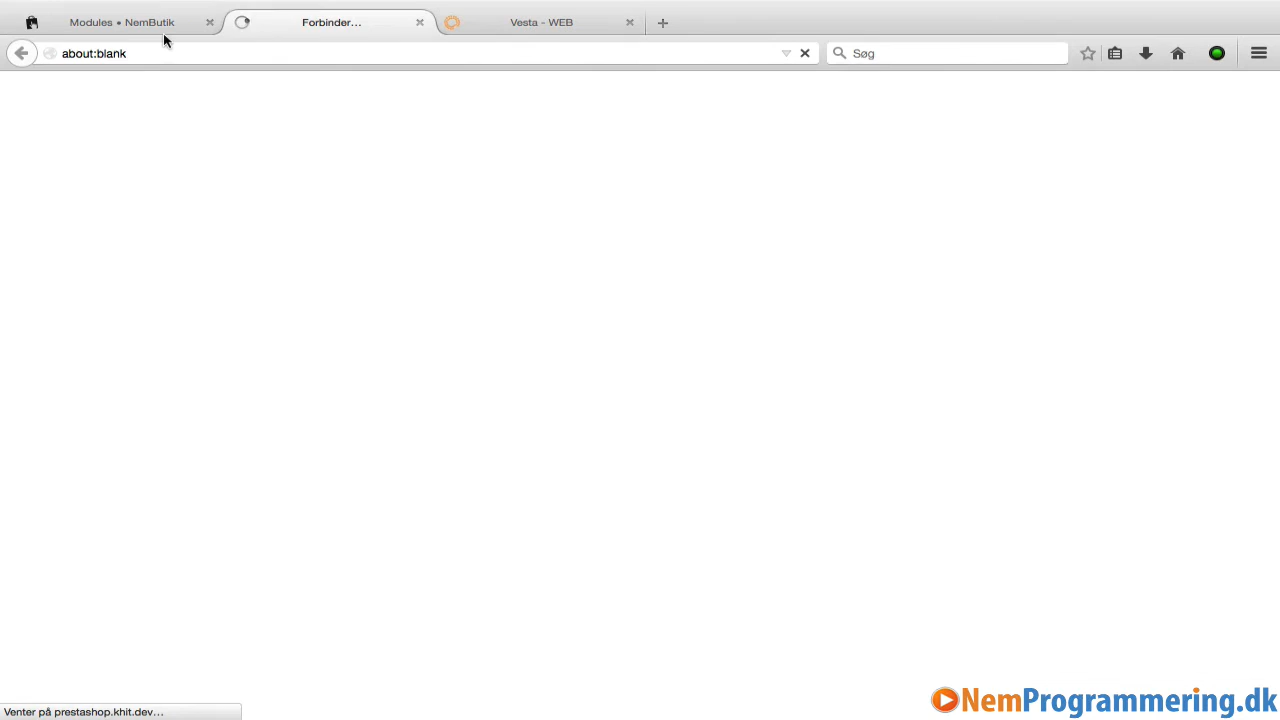 Modules • NemButik
Forbinder...
Vesta - WEB
about:blank
Søg
Venter på prestashop.khit.dev...
NemProgrammering.dk